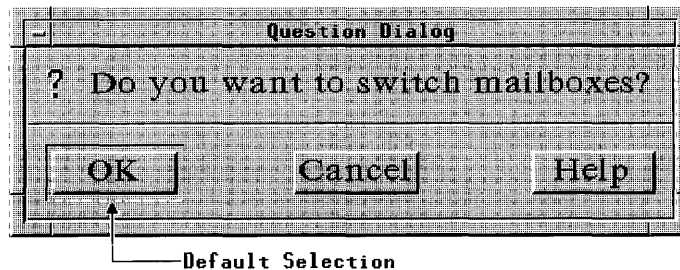 Question Dialog
? Do you want to switch mailboxes?
OK Cancel Help
Default Selection